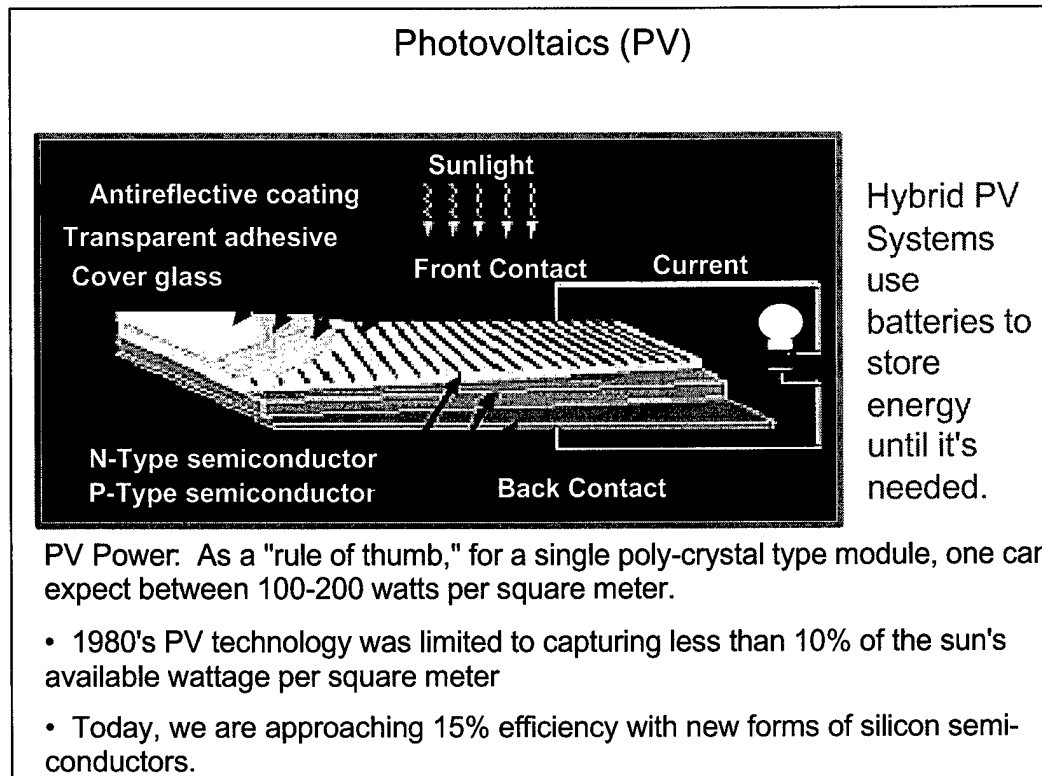 Photovoltaics (PV)
Sunlight
Antireflective coating
Transparent adhesive
Cover glass
Front Contact
Current
N-Type semiconductor
P-Type semiconductor
Back Contact
Hybrid PV
Systems
use
batteries to
store
energy
until it's
needed.
PV Power: As a "rule of thumb," for a single poly-crystal type module, one can
expect between 100-200 watts per square meter.
• 1980's PV technology was limited to capturing less than 10% of the sun's
available wattage per square meter
• Today, we are approaching 15% efficiency with new forms of silicon semi-
conductors.